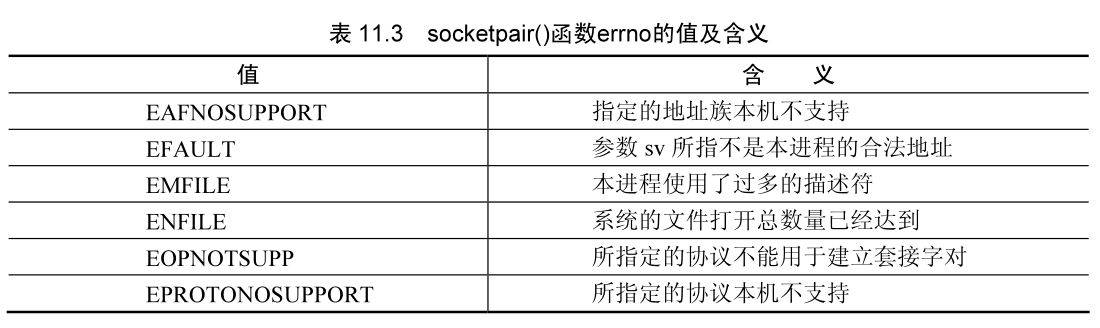 表 11.3 socketpair()函数errno的值及含义
值 含 义
EAFNOSUPPORT 指定的地址族本机不支持
EFAULT 参数 sv 所指不是本进程的合法地址
EMFILE 本进程使用了过多的描述符
ENFILE 系统的文件打开总数量已经达到
EOPNOTSUPP 所指定的协议不能用于建立套接字对
EPROTONOSUPPORT 所指定的协议本机不支持